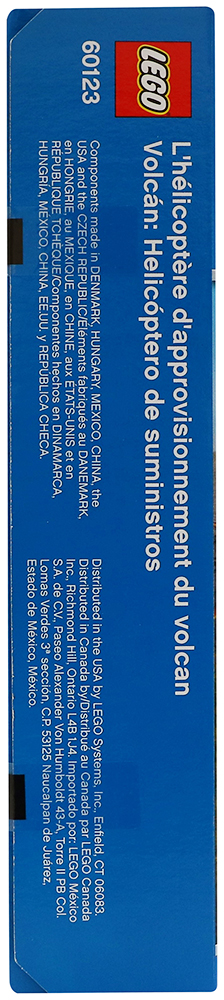 LEGO
60123
L'hélicoptère d'approvisionnement du volcan
Volcán: Helicóptero de suministros
Components made in DENMARK, HUNGARY, MEXICO, CHINA, the
USA and the CZECH REPUBLIC/Eléments fabriqués au DANEMARK,
en HONGRIE, au MEXIQUE, en CHINE, aux ÉTATS-UNIS et en
RÉPUBLIQUE TCHÈQUE/Componentes hechos en DINAMARCA,
HUNGRÍA, MÉXICO, CHINA, EE.UU. y REPÚBLICA CHECA.
Distributed in the USA by LEGO Systems, Inc., Enfield, CT 06083.
Distributed in Canada by/Distribué au Canada par LEGO Canada
Inc., Richmond Hill, Ontario L4B 1J4. Importado por: LEGO México
S.A. de C.V., Paseo Alexander Von Humboldt 43-A, Torre II PB Col.
Lomas Verdes 3ª sección, C.P. 53125 Naucalpan de Juárez,
Estado de México, México.